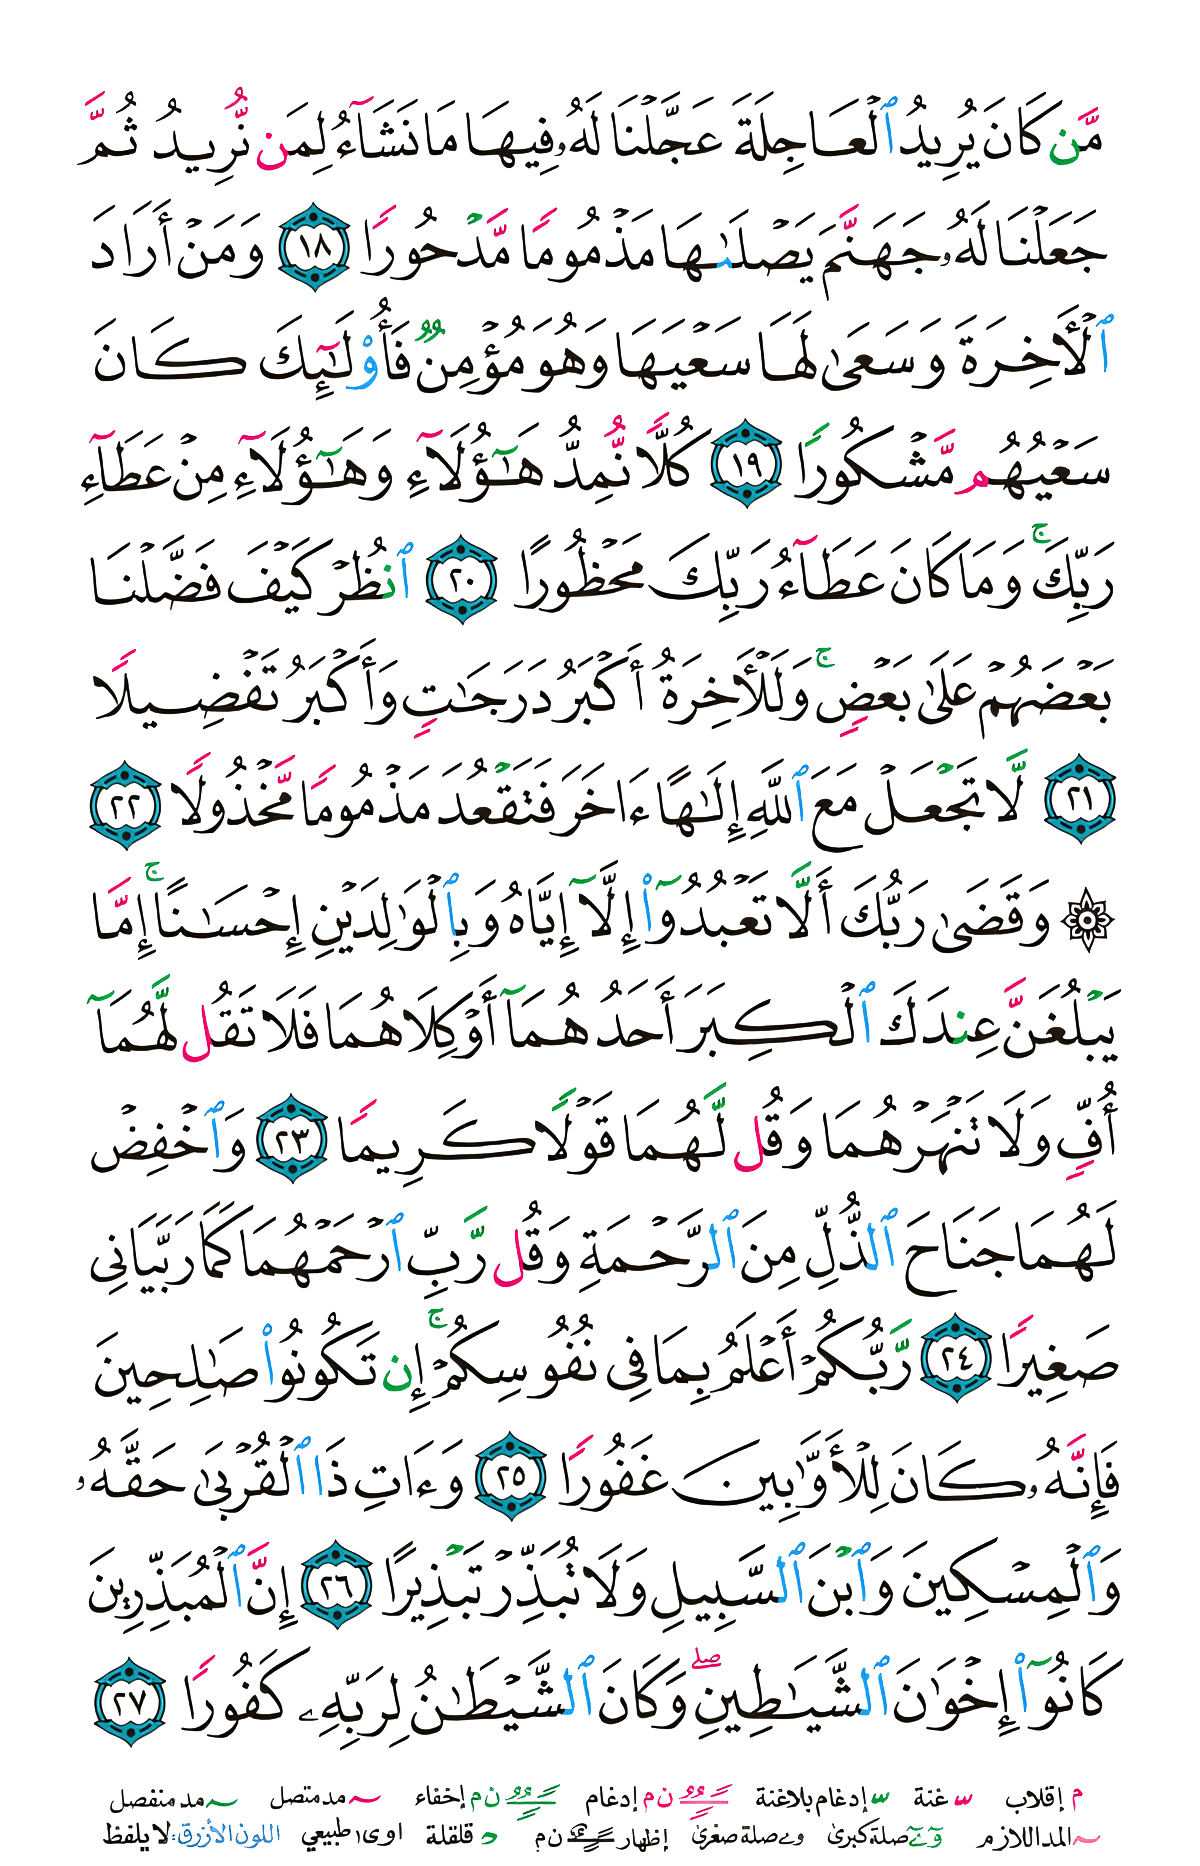 مَّن كَانَ يُرِيدُ ٱلْعَاجِلَةَ عَجَّلْنَا لَهُۥ فِيهَا مَا نَشَآءُ لِمَن نُّرِيدُ ثُمَّ
جَعَلْنَا لَهُۥ جَهَنَّمَ يَصْلَىٰهَا مَذْمُومًا مَّدْحُورًا ١٨ وَمَنْ أَرَادَ
ٱلْأَخِرَةَ وَسَعَىٰ لَهَا سَعْيَهَا وَهُوَ مُؤْمِنٌ فَأُو۟لَـٰٓئِكَ كَانَ
سَعْيُهُم مَّشْكُورًا ١٩ كُلًّا نُّمِدُّ هَـٰٓؤُلَآءِ وَهَـٰٓؤُلَآءِ مِنْ عَطَآءِ
رَبِّكَ ۚ وَمَا كَانَ عَطَآءُ رَبِّكَ مَحْظُورًا ٢٠ ٱنظُرْ كَيْفَ فَضَّلْنَا
بَعْضَهُمْ عَلَىٰ بَعْضٍ ۚ وَلَلْأَخِرَةُ أَكْبَرُ دَرَجَـٰتٍ وَأَكْبَرُ تَفْضِيلًا
٢١ لَّا تَجْعَلْ مَعَ ٱللَّهِ إِلَـٰهًا ءَاخَرَ فَتَقْعُدَ مَذْمُومًا مَّخْذُولًا ٢٢
۞ وَقَضَىٰ رَبُّكَ أَلَّا تَعْبُدُوٓا۟ إِلَّآ إِيَّاهُ وَبِٱلْوَٰلِدَيْنِ إِحْسَـٰنًا ۚ إِمَّا
يَبْلُغَنَّ عِندَكَ ٱلْكِبَرَ أَحَدُهُمَآ أَوْ كِلَاهُمَا فَلَا تَقُل لَّهُمَآ
أُفٍّ وَلَا تَنْهَرْهُمَا وَقُل لَّهُمَا قَوْلًا كَرِيمًا ٢٣ وَٱخْفِضْ
لَهُمَا جَنَاحَ ٱلذُّلِّ مِنَ ٱلرَّحْمَةِ وَقُل رَّبِّ ٱرْحَمْهُمَا كَمَا رَبَّيَانِى
صَغِيرًا ٢٤ رَّبُّكُمْ أَعْلَمُ بِمَا فِى نُفُوسِكُمْ ۚ إِن تَكُونُوا۟ صَـٰلِحِينَ
فَإِنَّهُۥ كَانَ لِلْأَوَّٰبِينَ غَفُورًا ٢٥ وَءَاتِ ذَا ٱلْقُرْبَىٰ حَقَّهُۥ
وَٱلْمِسْكِينَ وَٱبْنَ ٱلسَّبِيلِ وَلَا تُبَذِّرْ تَبْذِيرًا ٢٦ إِنَّ ٱلْمُبَذِّرِينَ
كَانُوٓا۟ إِخْوَٰنَ ٱلشَّيَـٰطِينِ ۖ وَكَانَ ٱلشَّيْطَـٰنُ لِرَبِّهِۦ كَفُورًا ٢٧
م إقلاب غنة إدغام بلا غنة ن م إدغام ن م إخفاء مد متصل مد منفصل
المد اللازم صلة كبرى صلة صغرى إظهار ن م قلقلة اوى طبيعي اللون الأزرق: لا يلفظ